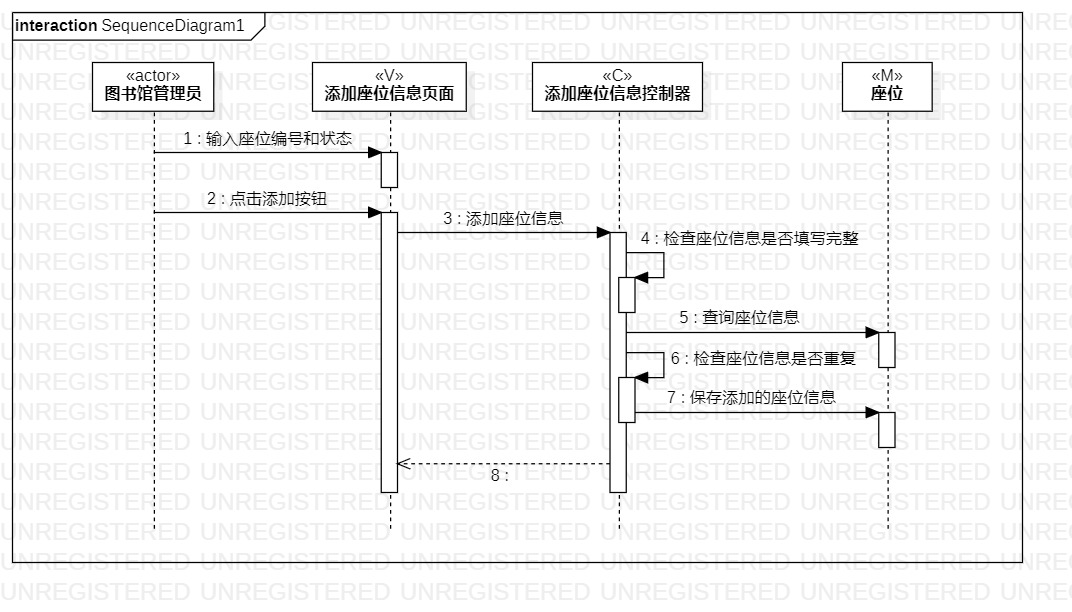 interaction SequenceDiagram1
«actor»
图书馆管理员
«V»
添加座位信息页面
«C»
添加座位信息控制器
«M»
座位
1 : 输入座位编号和状态
2 : 点击添加按钮
3 : 添加座位信息
4 : 检查座位信息是否填写完整
5 : 查询座位信息
6 : 检查座位信息是否重复
7 : 保存添加的座位信息
8 :
UNREGISTERED